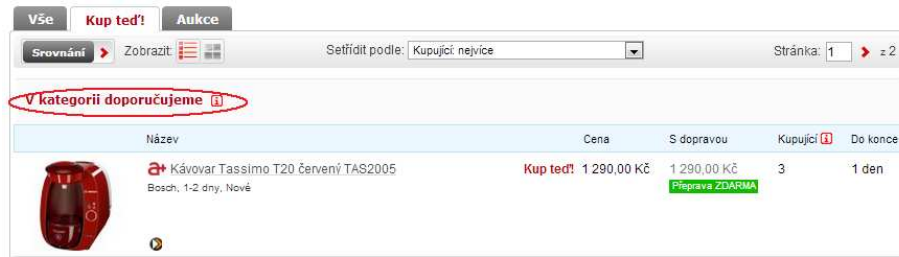 Vše Kup teď! Aukce
Srovnání Zobrazit: Setřídit podle: Kupující: nejvíce Stránka: 1 z 2
V kategorii doporučujeme i
Název Cena S dopravou Kupující i Do konce
a+ Kávovar Tassimo T20 červený TAS2005 Kup teď! 1 290,00 Kč 1 290,00 Kč 3 1 den
Bosch, 1-2 dny, Nové Přeprava ZDARMA